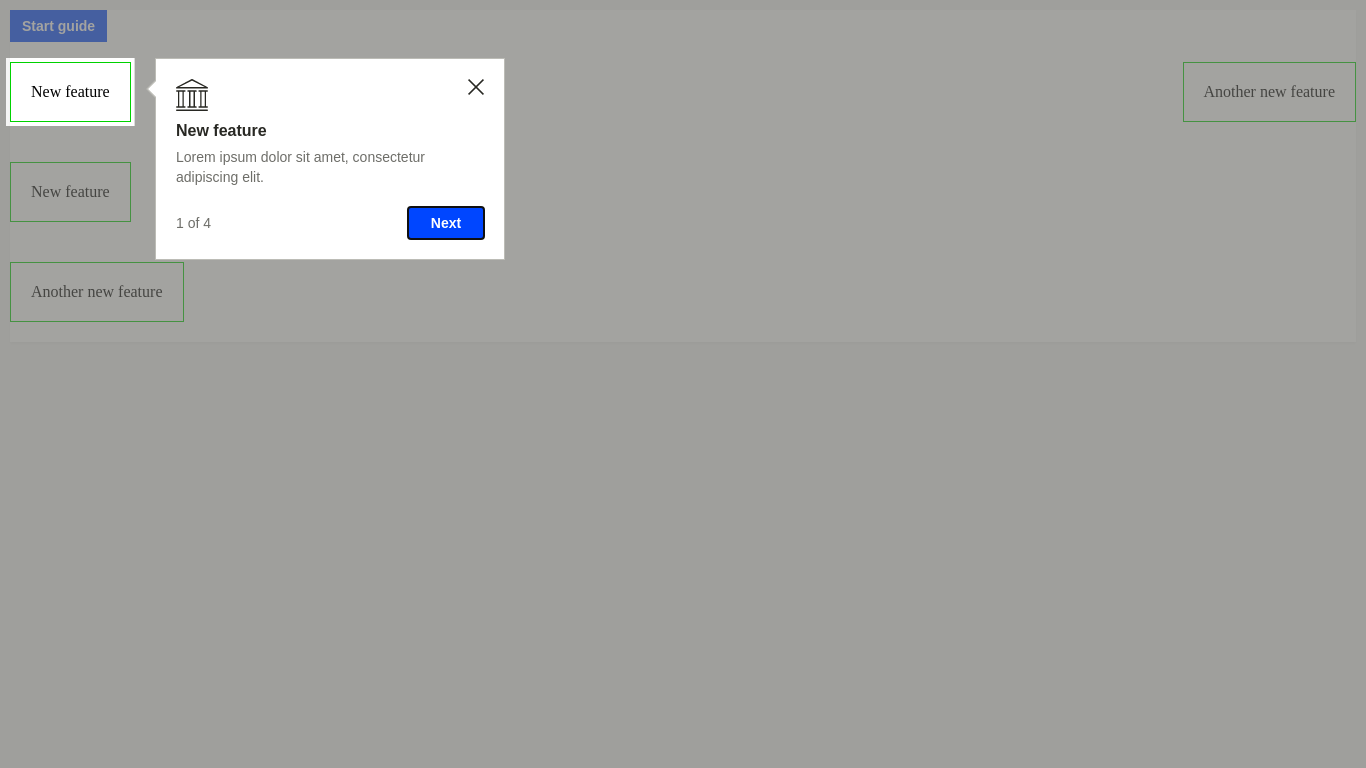 Start guide
New feature
New feature
Lorem ipsum dolor sit amet, consectetur
adipiscing elit.
1 of 4
Next
Another new feature
New feature
Another new feature